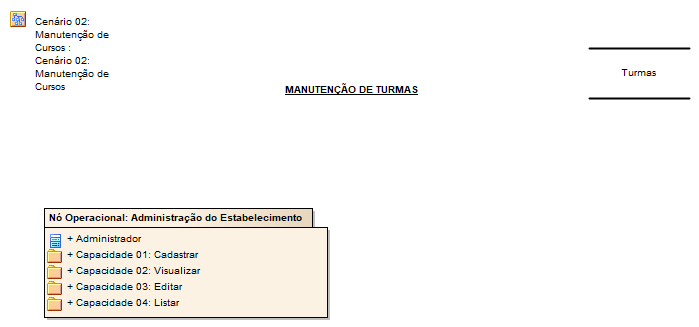 Cenário 02:
Manutenção de
Cursos :
Cenário 02:
Manutenção de
Cursos
Turmas
MANUTENÇÃO DE TURMAS
Nó Operacional: Administração do Estabelecimento
+ Administrador
+ Capacidade 01: Cadastrar
+ Capacidade 02: Visualizar
+ Capacidade 03: Editar
+ Capacidade 04: Listar